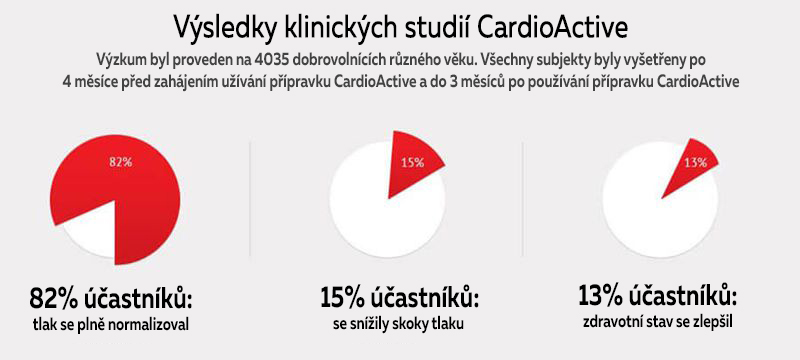 Výsledky klinických studií CardioActive
Výzkum byl proveden na 4035 dobrovolnících různého věku. Všechny subjekty byly vyšetřeny po
4 měsíce před zahájením užívání přípravku CardioActive a do 3 měsíců po používání přípravku CardioActive
82%
15%
13%
82% účastníků:
tlak se plně normalizoval
15% účastníků:
se snížily skoky tlaku
13% účastníků:
zdravotní stav se zlepšil